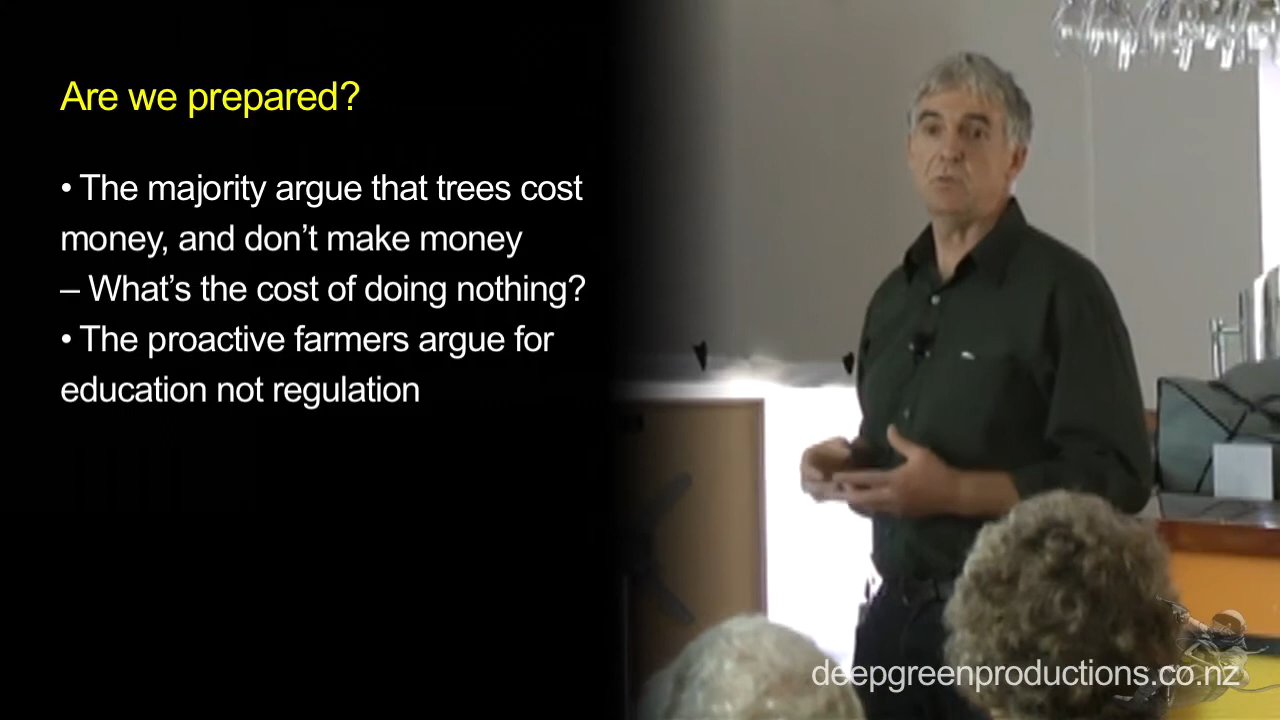 Are we prepared?
• The majority argue that trees cost
money, and don’t make money
– What’s the cost of doing nothing?
• The proactive farmers argue for
education not regulation
deepgreenproductions.co.nz